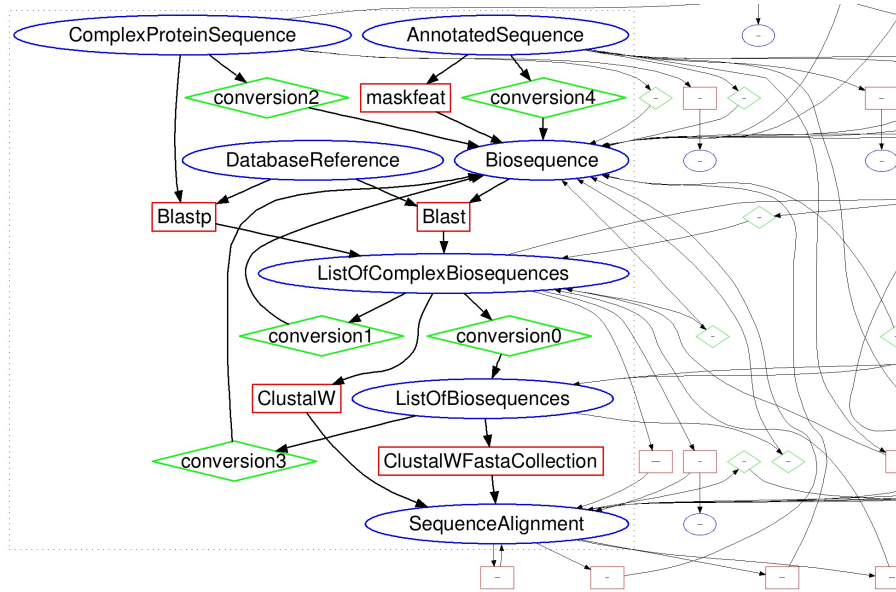 ComplexProteinSequence
AnnotatedSequence
conversion2
maskfeat
conversion4
DatabaseReference
Biosequence
Blastp
Blast
ListOfComplexBiosequences
conversion1
conversion0
ClustalW
ListOfBiosequences
conversion3
ClustalWFastaCollection
SequenceAlignment